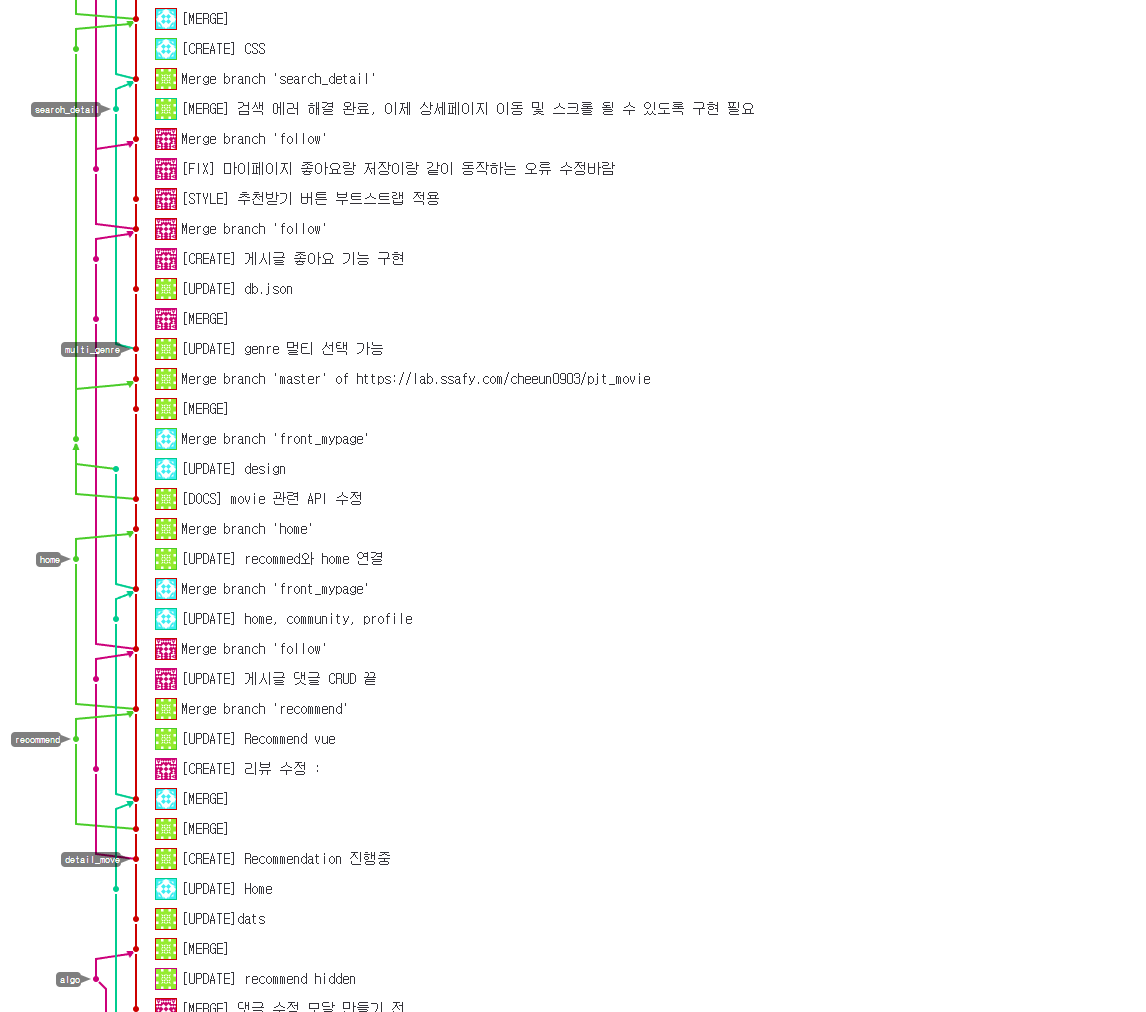 [MERGE]
[CREATE] CSS
Merge branch 'search_detail'
search_detail
[MERGE] 검색 에러 해결 완료, 이제 상세페이지 이동 및 스크롤 될 수 있도록 구현 필요
Merge branch 'follow'
[FIX] 마이페이지 좋아요랑 저장이랑 같이 동작하는 오류 수정바람
[STYLE] 추천받기 버튼 부트스트랩 적용
Merge branch 'follow'
[CREATE] 게시글 좋아요 기능 구현
[UPDATE] db.json
[MERGE]
multi_genre
[UPDATE] genre 멀티 선택 가능
Merge branch 'master' of https://lab.ssafy.com/cheeun0903/pjt_movie
[MERGE]
Merge branch 'front_mypage'
[UPDATE] design
[DOCS] movie 관련 API 수정
Merge branch 'home'
home
[UPDATE] recommed와 home 연결
Merge branch 'front_mypage'
[UPDATE] home, community, profile
Merge branch 'follow'
[UPDATE] 게시글 댓글 CRUD 끝
Merge branch 'recommend'
recommend
[UPDATE] Recommend vue
[CREATE] 리뷰 수정 :
[MERGE]
[MERGE]
detail_move
[CREATE] Recommendation 진행중
[UPDATE] Home
[UPDATE]dats
[MERGE]
algo
[UPDATE] recommend hidden
[MERGE] 댓글 수정 모달 만들기 전